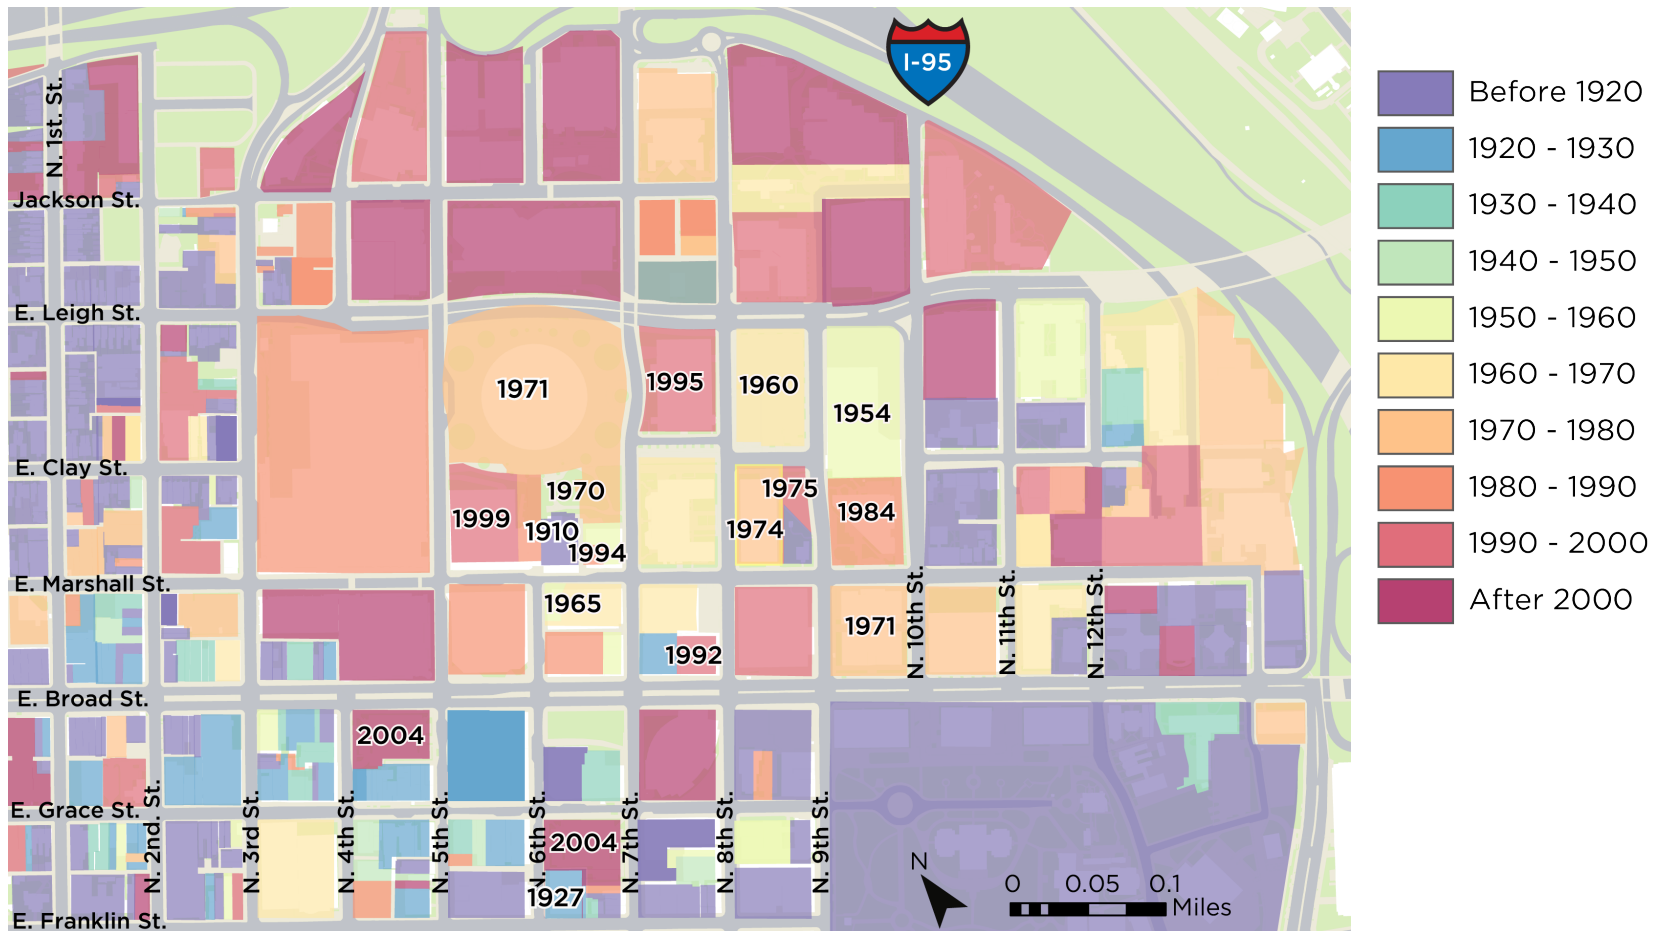 I-95
N. 1st. St.
Jackson St.
E. Leigh St.
1971
1995
1960
1954
E. Clay St.
1970
1975
1999
1910
1974
1984
1994
E. Marshall St.
1965
1971
1992
N. 10th St.
N. 11th St.
N. 12th St.
E. Broad St.
2004
E. Grace St.
2004
1927
N. 2nd. St.
N. 3rd St.
N. 4th St.
N. 5th St.
N. 6th St.
N. 7th St.
N. 8th St.
N. 9th St.
E. Franklin St.
N
0 0.05 0.1
Miles
Before 1920
1920 - 1930
1930 - 1940
1940 - 1950
1950 - 1960
1960 - 1970
1970 - 1980
1980 - 1990
1990 - 2000
After 2000